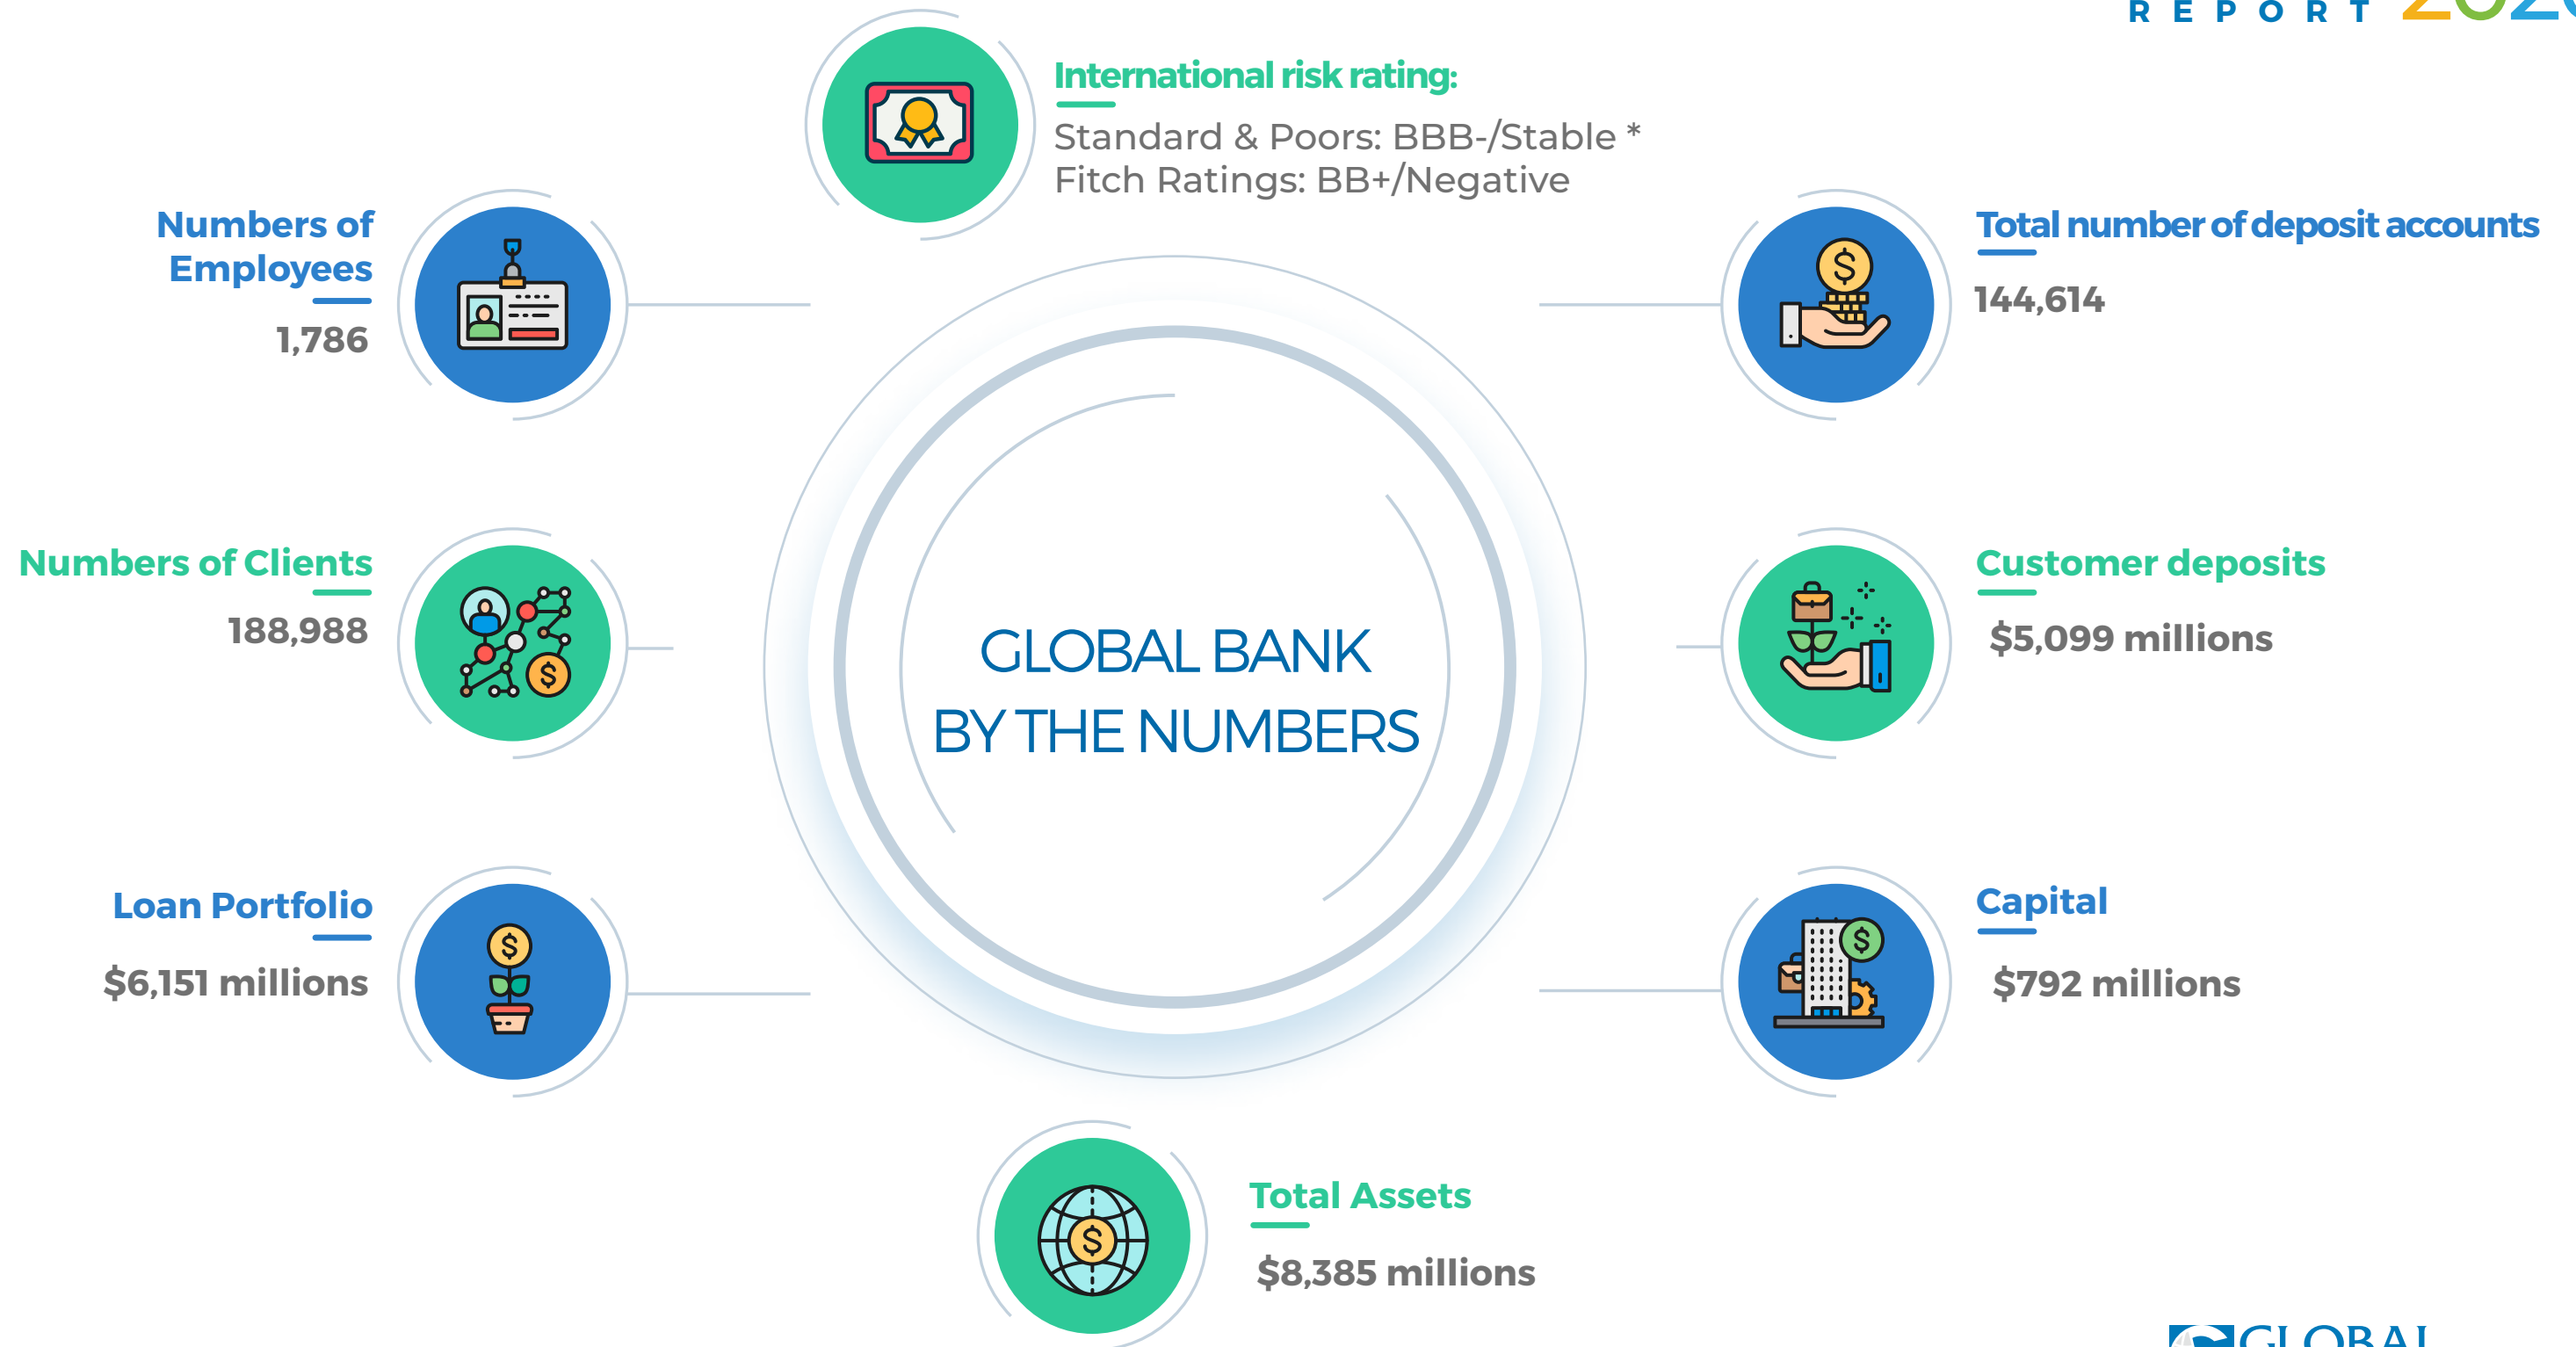 REPORT 2020
International risk rating:
Standard & Poors: BBB-/Stable *
Fitch Ratings: BB+/Negative
Numbers of
Employees
1,786
Total number of deposit accounts
144,614
Numbers of Clients
188,988
Customer deposits
$5,099 millions
GLOBAL BANK
BY THE NUMBERS
Loan Portfolio
$6,151 millions
Capital
$792 millions
Total Assets
$8,385 millions
GLOBAL